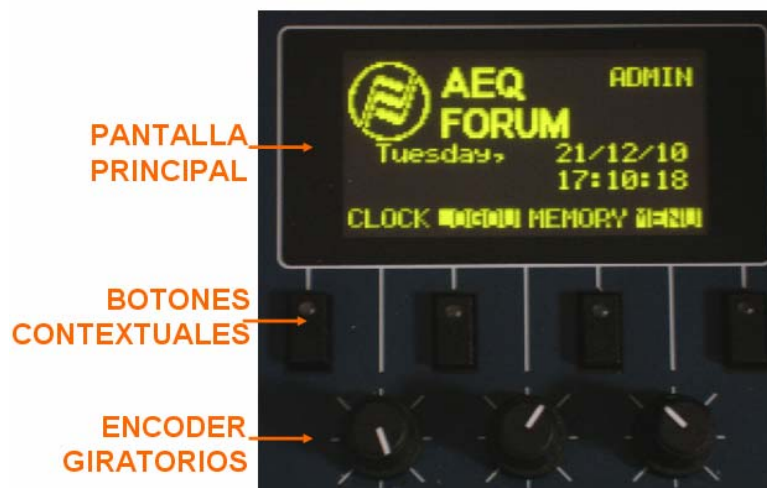 PANTALLA
PRINCIPAL
AEQ
FORUM
ADMIN
Tuesday, 21/12/10
17:10:18
CLOCK LOGOU MEMORY MENU
BOTONES
CONTEXTUALES
ENCODER
GIRATORIOS